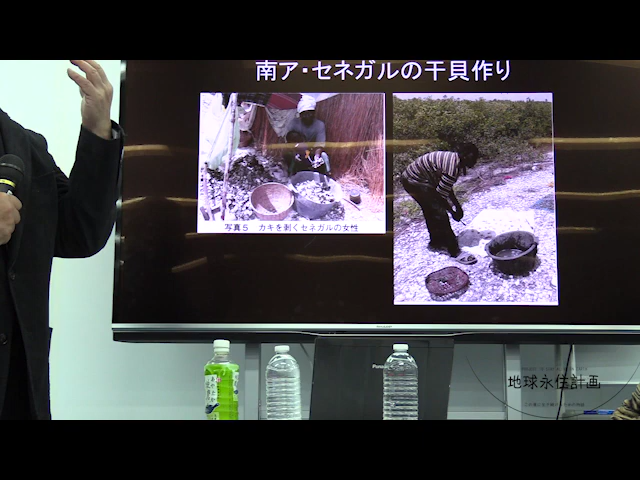 南ア・セネガルの干貝作り
写真5 カキを剥くセネガルの女性
地球永住計画